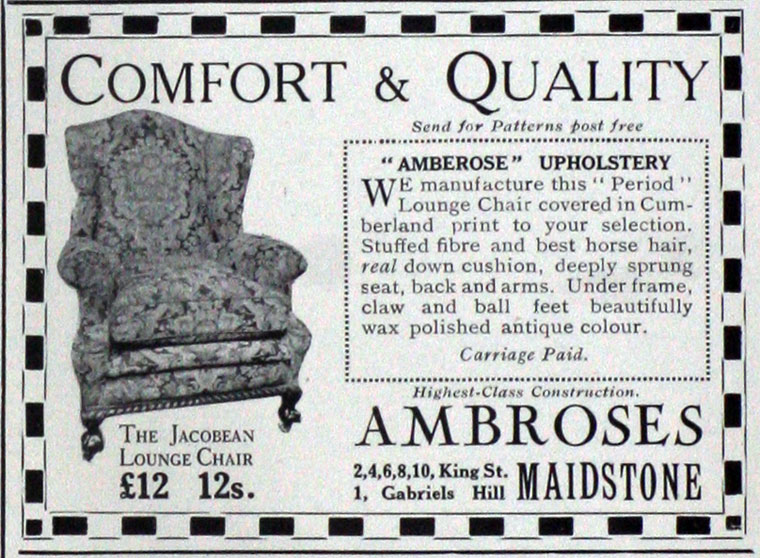 COMFORT & QUALITY
Send for Patterns post free
"AMBEROSE" UPHOLSTERY
WE manufacture this "Period"
Lounge Chair covered in Cum-
berland print to your selection.
Stuffed fibre and best horse hair,
real down cushion, deeply sprung
seat, back and arms. Under frame,
claw and ball feet beautifully
wax polished antique colour.
Carriage Paid.
Highest-Class Construction.
AMBROSES
THE JACOBEAN
LOUNGE CHAIR
£12 12s.
2,4,6,8,10, King St.
1, Gabriels Hill
MAIDSTONE